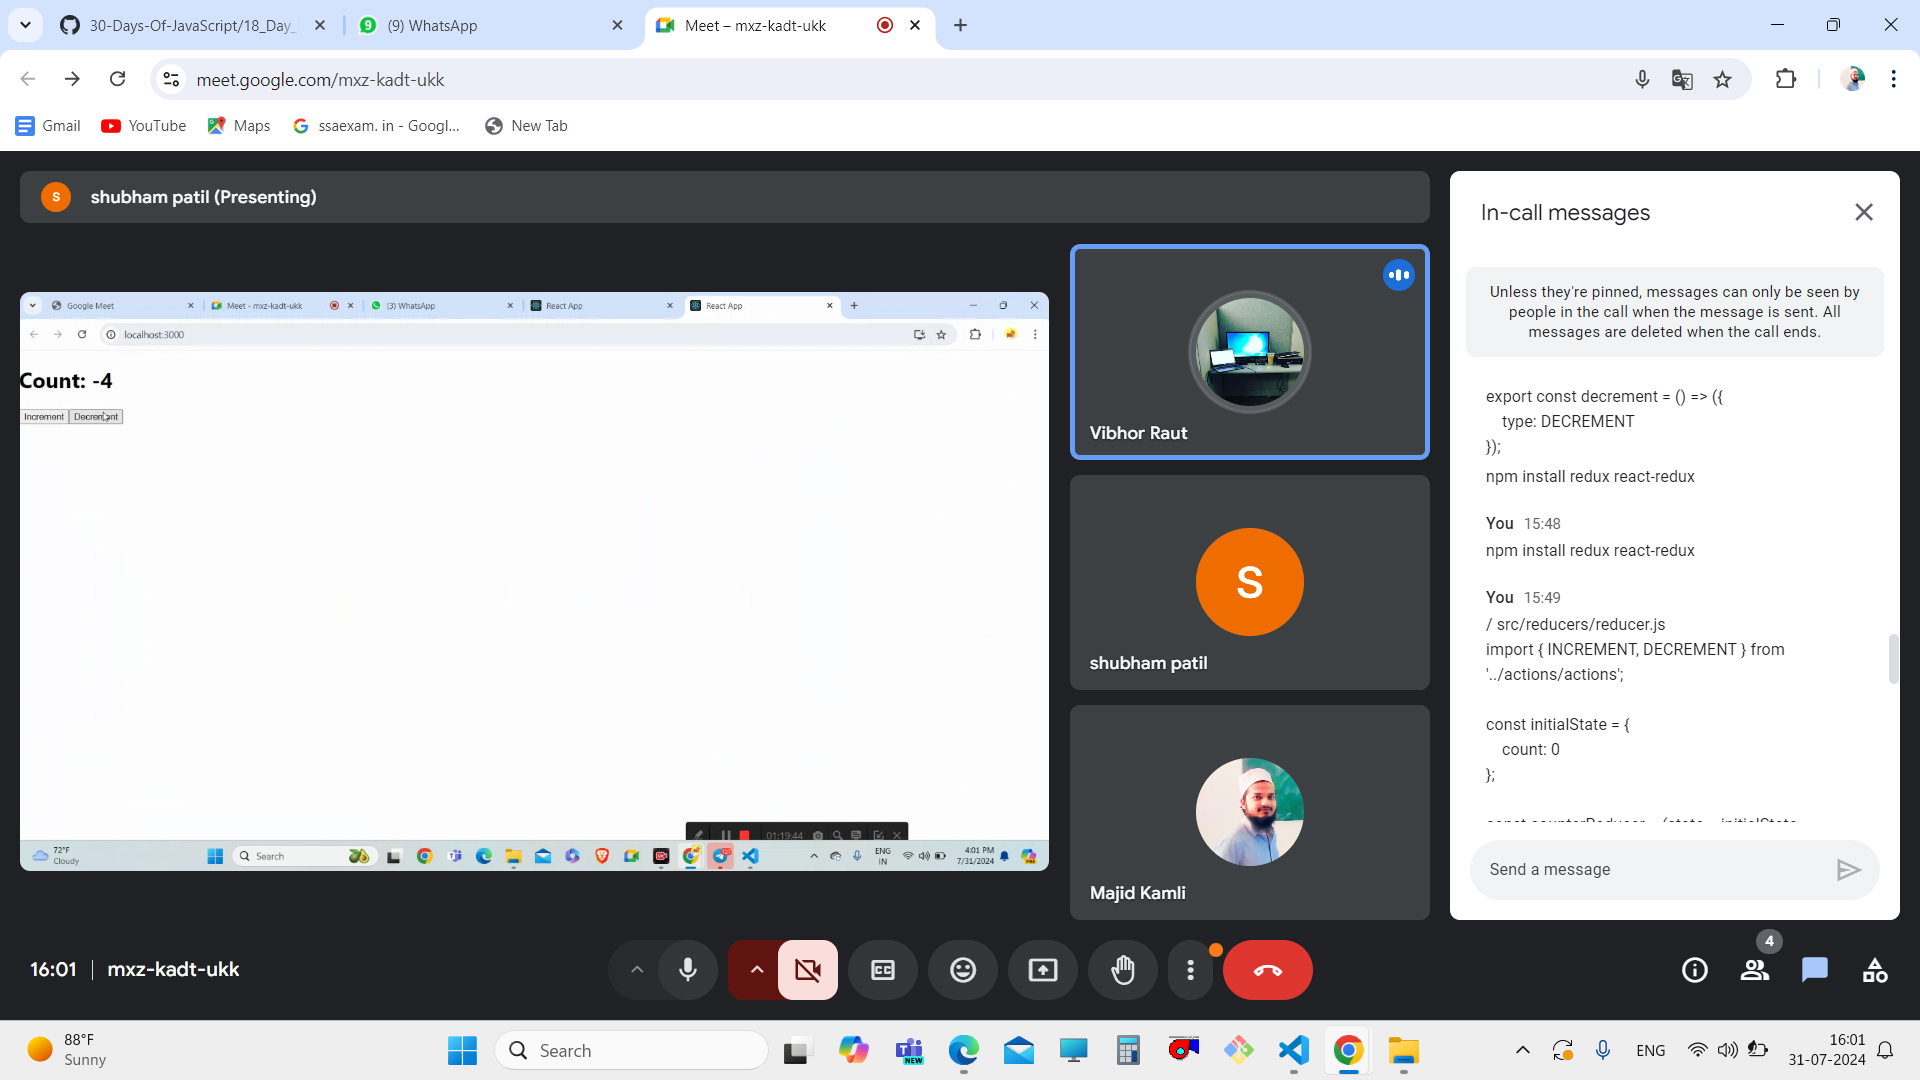 30-Days-Of-JavaScript/18_Day_
(9) WhatsApp
Meet – mxz-kadt-ukk
meet.google.com/mxz-kadt-ukk
Gmail
YouTube
Maps
ssaexam. in - Googl...
New Tab
S
shubham patil (Presenting)
Google Meet
Meet - mxz-kadt-ukk
(3) WhatsApp
React App
React App
localhost:3000
Count: -4
Increment
Decrement
01:19:44
72°F
Cloudy
Search
ENG
IN
4:01 PM
7/31/2024
Vibhor Raut
S
shubham patil
Majid Kamli
In-call messages
Unless they're pinned, messages can only be seen by
people in the call when the message is sent. All
messages are deleted when the call ends.
export const decrement = () => ({
type: DECREMENT
});
npm install redux react-redux
You 15:48
npm install redux react-redux
You 15:49
/ src/reducers/reducer.js
import { INCREMENT, DECREMENT } from
'../actions/actions';
const initialState = {
count: 0
};
Send a message
16:01
mxz-kadt-ukk
4
88°F
Sunny
Search
NEW
ENG
16:01
31-07-2024